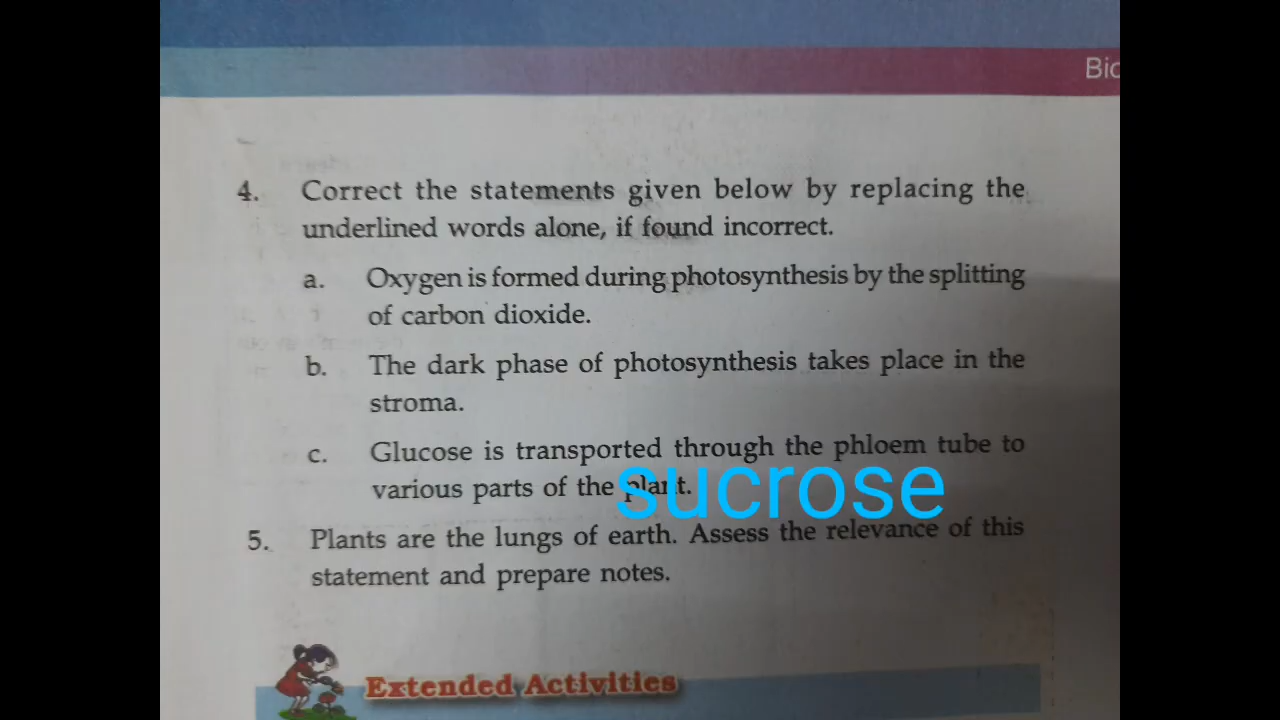 Bio
4. Correct the statements given below by replacing the
underlined words alone, if found incorrect.
a. Oxygen is formed during photosynthesis by the splitting
of carbon dioxide.
b. The dark phase of photosynthesis takes place in the
stroma.
c. Glucose is transported through the phloem tube to
various parts of the plant.
sucrose
5. Plants are the lungs of earth. Assess the relevance of this
statement and prepare notes.
Extended Activities